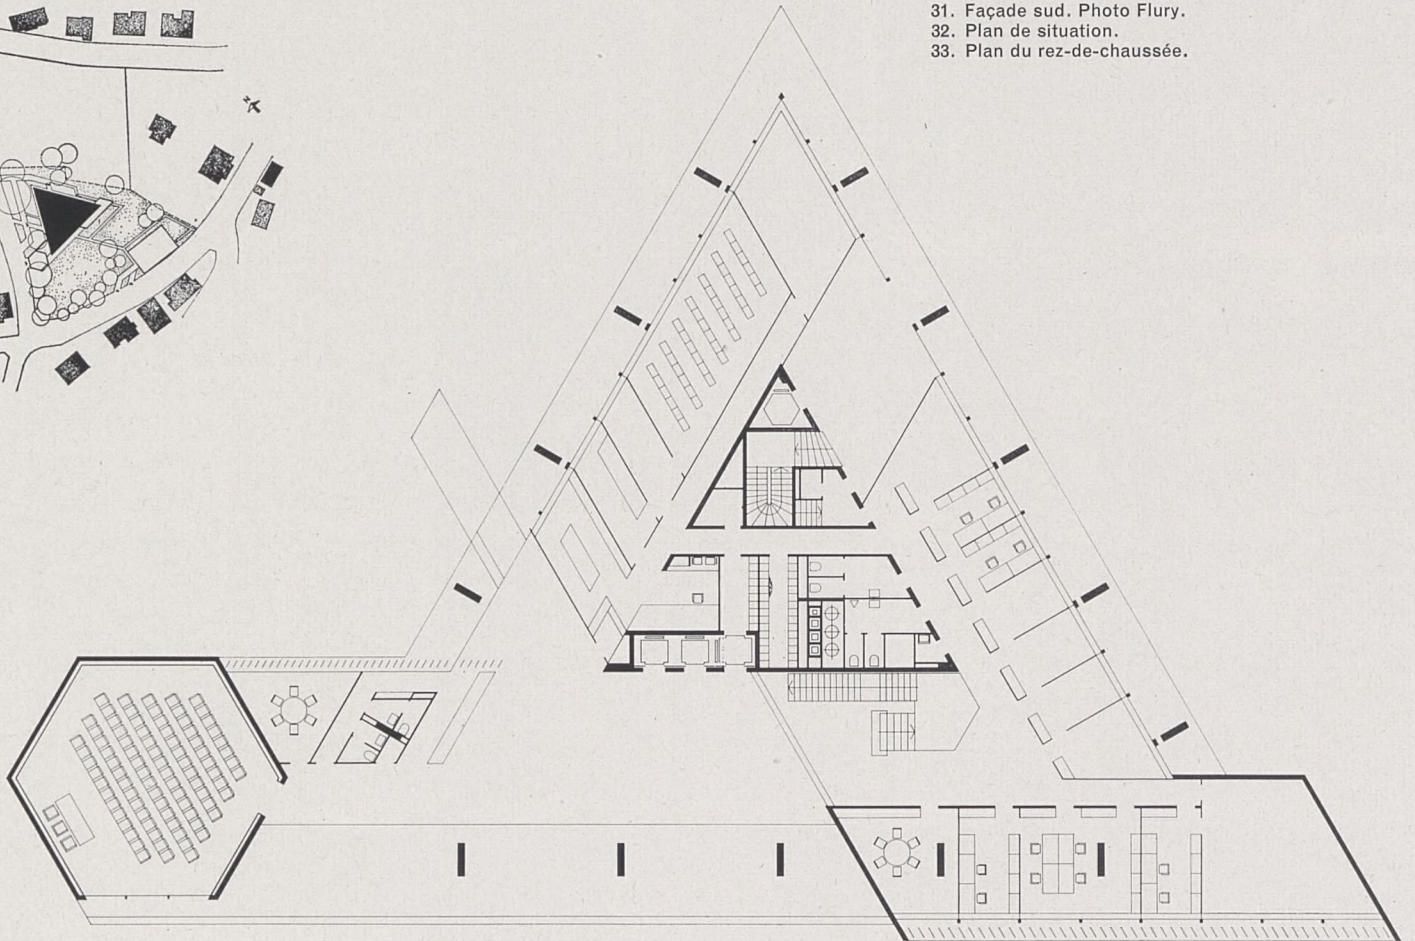 31. Façade sud. Photo Flury.
32. Plan de situation.
33. Plan du rez-de-chaussée.
N